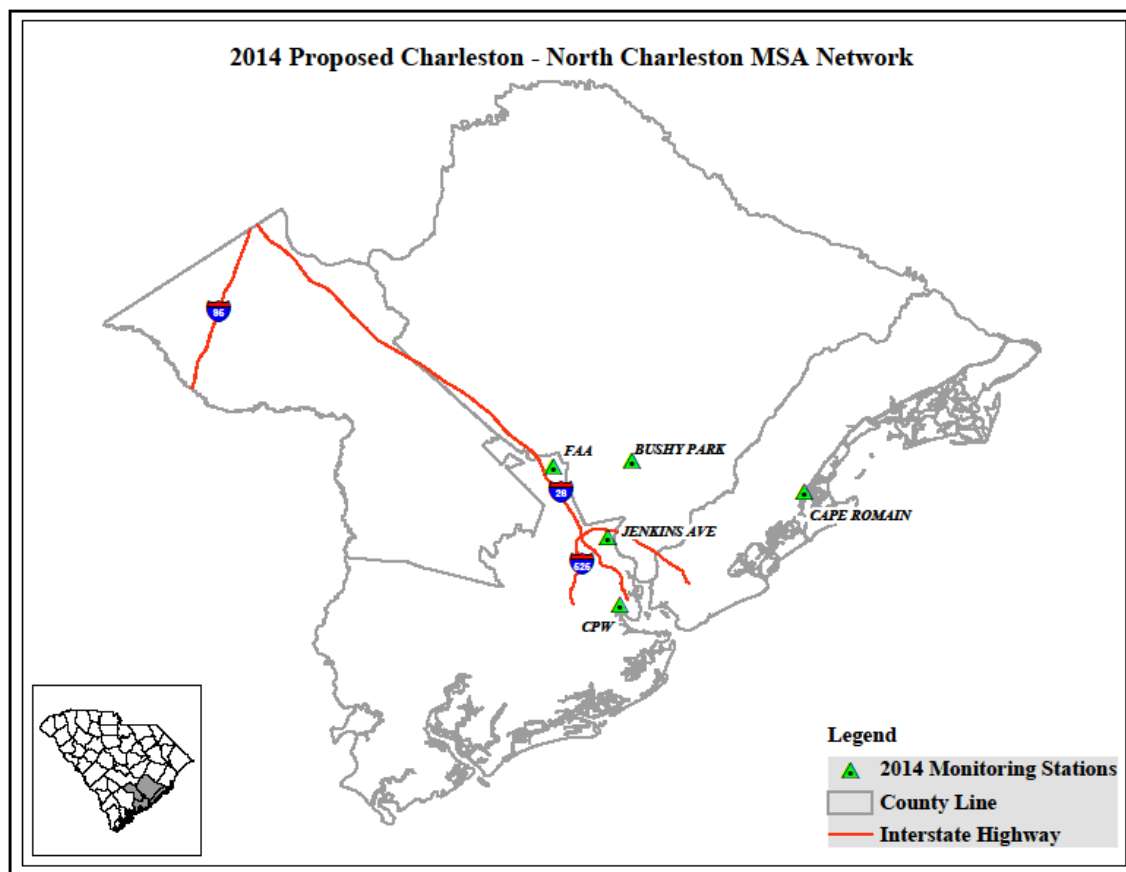 2014 Proposed Charleston - North Charleston MSA Network
95
FAA
BUSHY PARK
26
CAPE ROMAIN
JENKINS AVE
526
CPW
Legend
2014 Monitoring Stations
County Line
Interstate Highway